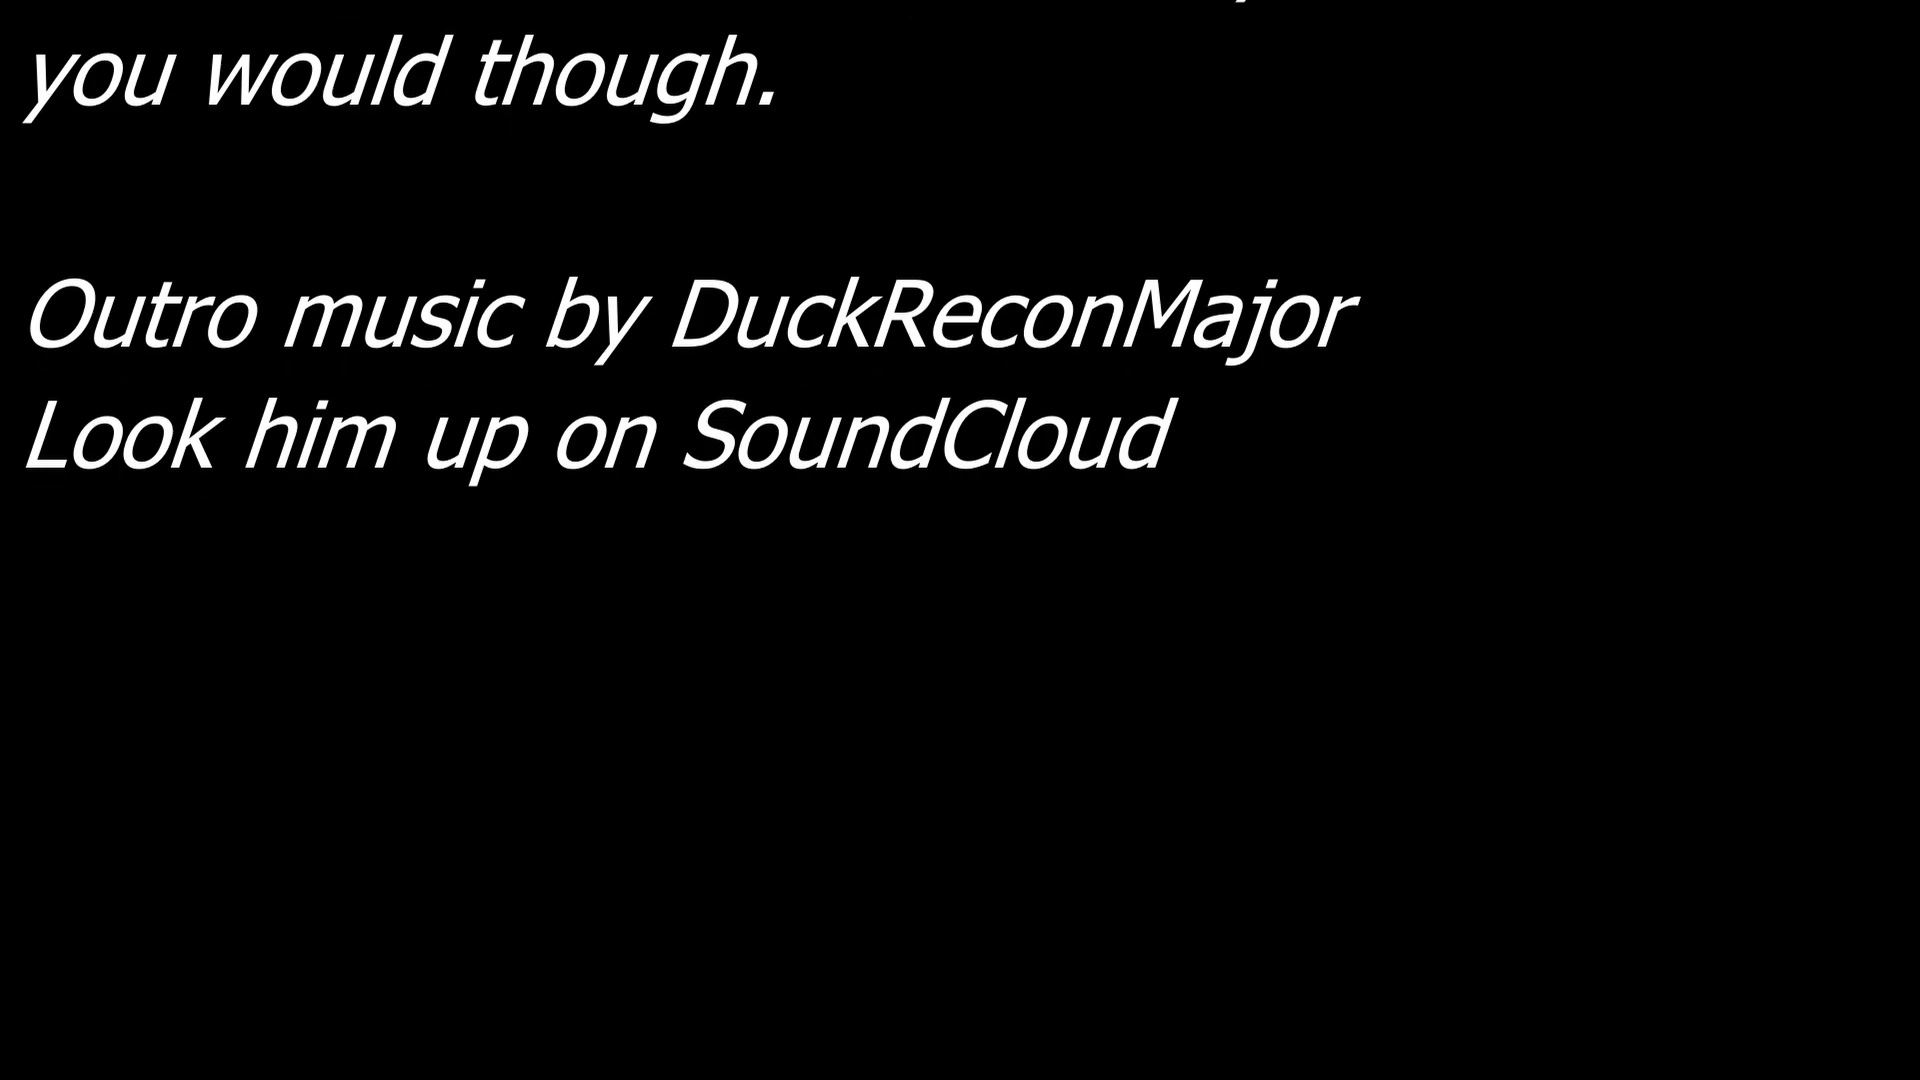 you would though.
Outro music by DuckReconMajor
Look him up on SoundCloud